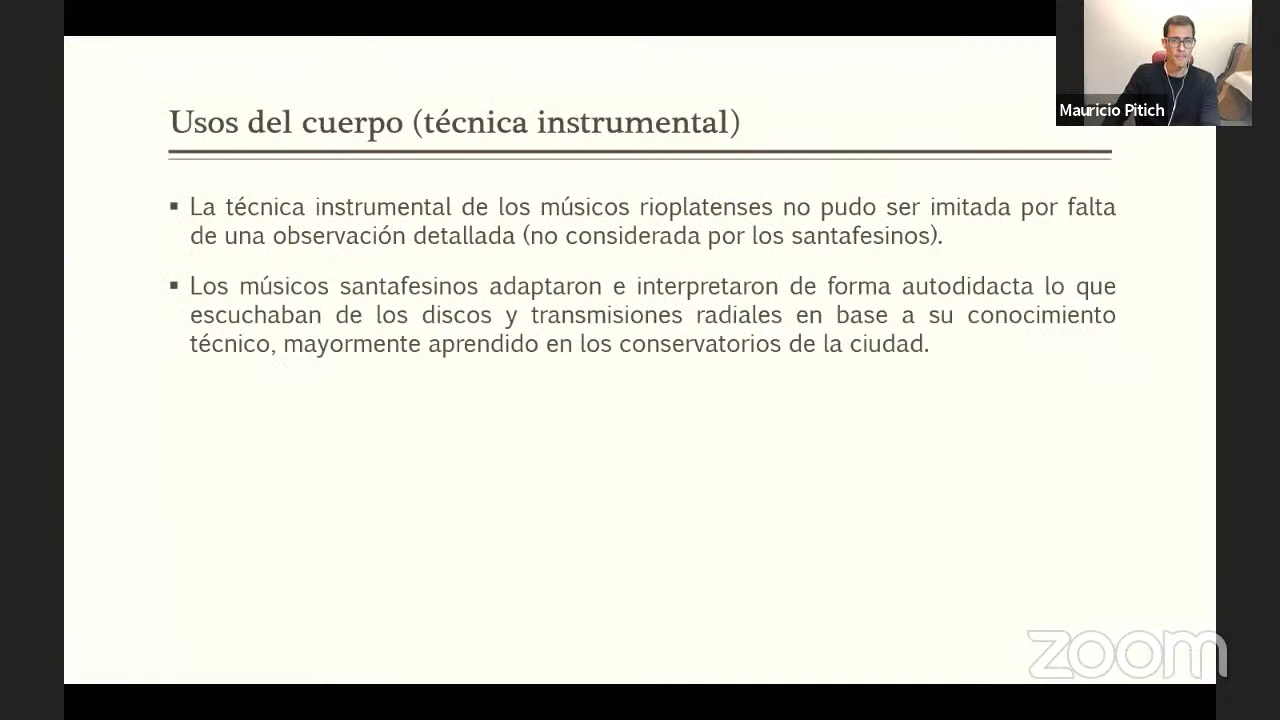 Usos del cuerpo (técnica instrumental)
▪ La técnica instrumental de los músicos rioplatenses no pudo ser imitada por falta
de una observación detallada (no considerada por los santafesinos).
▪ Los músicos santafesinos adaptaron e interpretaron de forma autodidacta lo que
escuchaban de los discos y transmisiones radiales en base a su conocimiento
técnico, mayormente aprendido en los conservatorios de la ciudad.
Mauricio Pitich
zoom